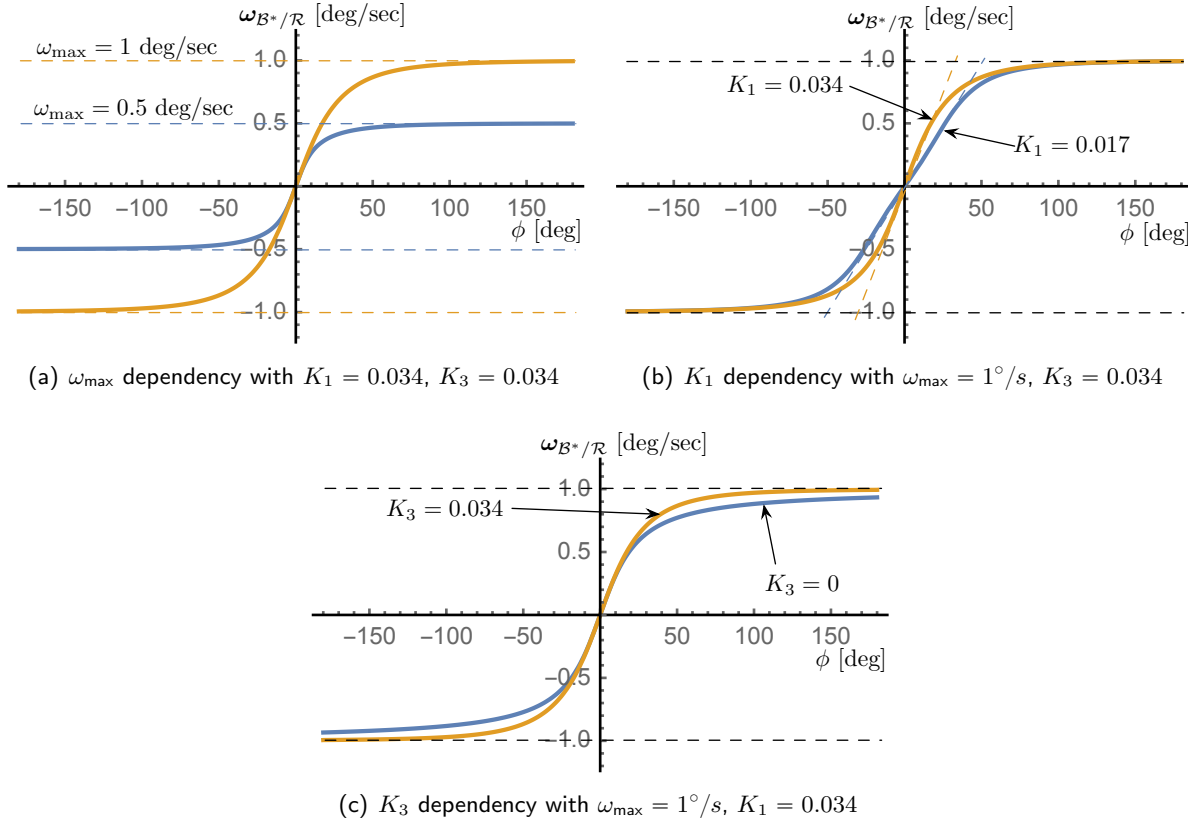 ω_{B*/R} [deg/sec]
ω_max = 1 deg/sec
1.0
ω_max = 0.5 deg/sec
0.5
−150 −100 −50 50 100 150
ϕ [deg]
−0.5
−1.0
(a) ω_max dependency with K_1 = 0.034, K_3 = 0.034
ω_{B*/R} [deg/sec]
1.0
K_1 = 0.034
0.5
K_1 = 0.017
−150 −100 −50 50 100 150
ϕ [deg]
−0.5
−1.0
(b) K_1 dependency with ω_max = 1°/s, K_3 = 0.034
ω_{B*/R} [deg/sec]
1.0
K_3 = 0.034
0.5
K_3 = 0
−150 −100 −50 50 100 150
ϕ [deg]
−0.5
−1.0
(c) K_3 dependency with ω_max = 1°/s, K_1 = 0.034